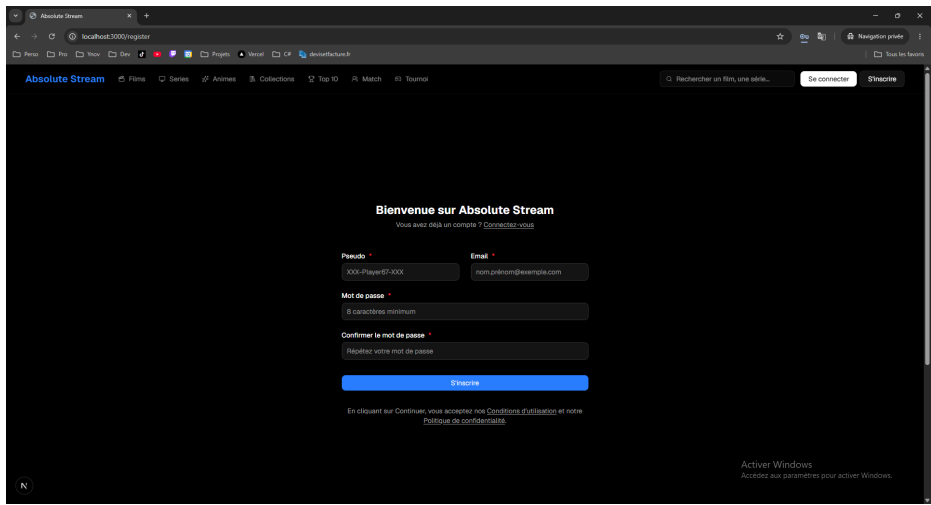 Absolute Stream
localhost:3000/register
Navigation privée
Perso Pro Ynov Dev Projets Vercel C# devisetfacture.fr Tous les favoris
Absolute Stream Films Series Animes Collections Top 10 Match Tournoi Rechercher un film, une série... Se connecter S'inscrire
Bienvenue sur Absolute Stream
Vous avez déjà un compte ? Connectez-vous
Pseudo * Email *
XXX-Player67-XXX nom.prénom@exemple.com
Mot de passe *
8 caractères minimum
Confirmer le mot de passe *
Répétez votre mot de passe
S'inscrire
En cliquant sur Continuer, vous acceptez nos Conditions d'utilisation et notre
Politique de confidentialité.
Activer Windows
Accédez aux paramètres pour activer Windows.
N